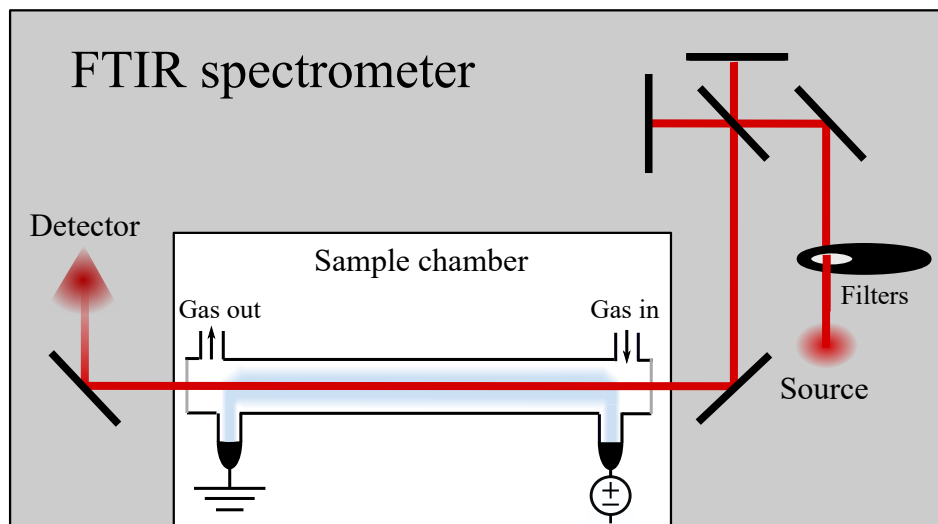 FTIR spectrometer
Detector
Sample chamber
Gas out
Gas in
Filters
Source
+
−